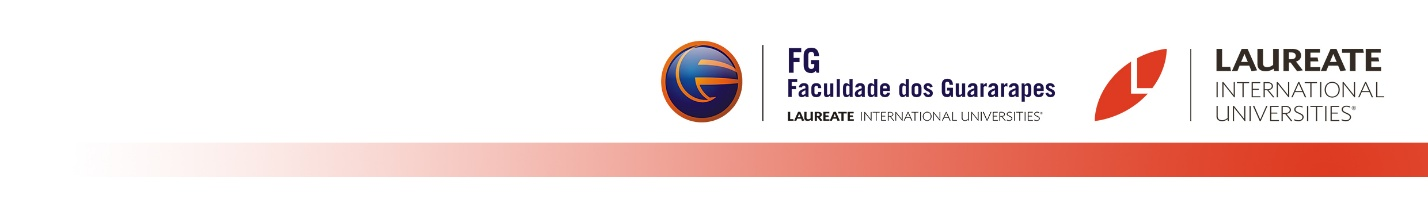 FG
Faculdade dos Guararapes
LAUREATE INTERNATIONAL UNIVERSITIES®
LAUREATE
INTERNATIONAL
UNIVERSITIES®